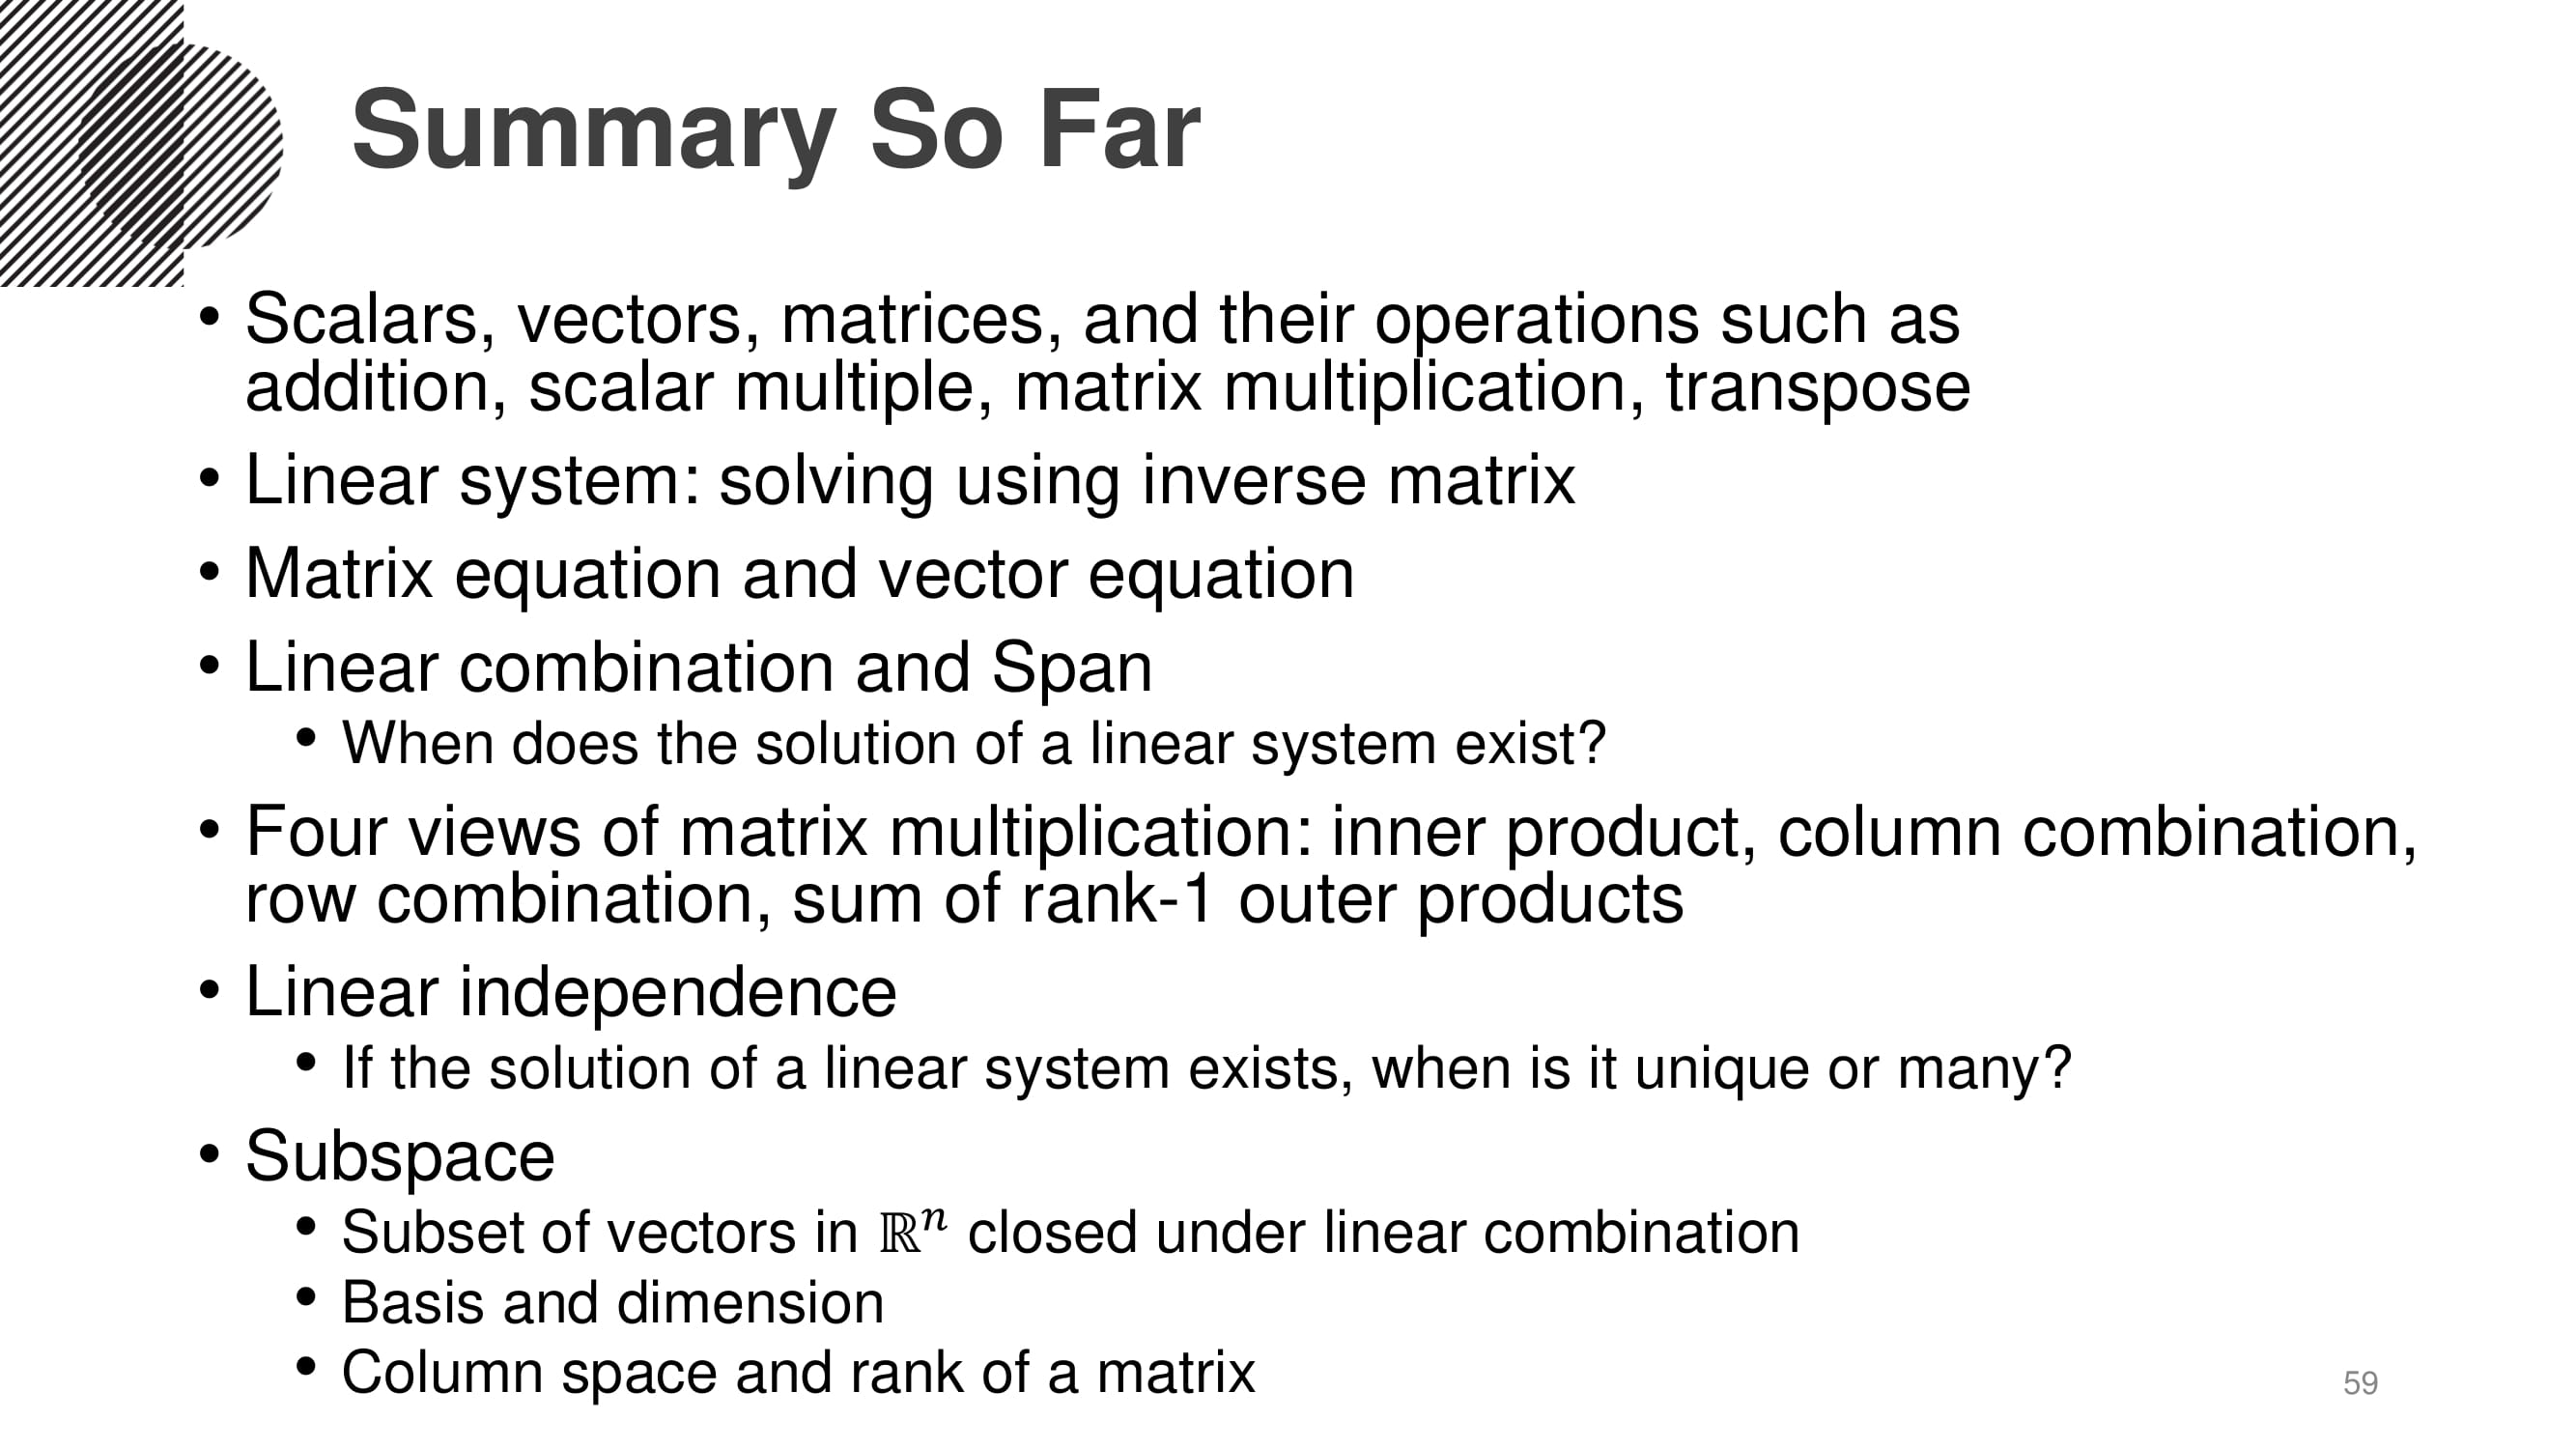 Summary So Far
• Scalars, vectors, matrices, and their operations such as
addition, scalar multiple, matrix multiplication, transpose
• Linear system: solving using inverse matrix
• Matrix equation and vector equation
• Linear combination and Span
• When does the solution of a linear system exist?
• Four views of matrix multiplication: inner product, column combination,
row combination, sum of rank-1 outer products
• Linear independence
• If the solution of a linear system exists, when is it unique or many?
• Subspace
• Subset of vectors in ℝⁿ closed under linear combination
• Basis and dimension
• Column space and rank of a matrix
59